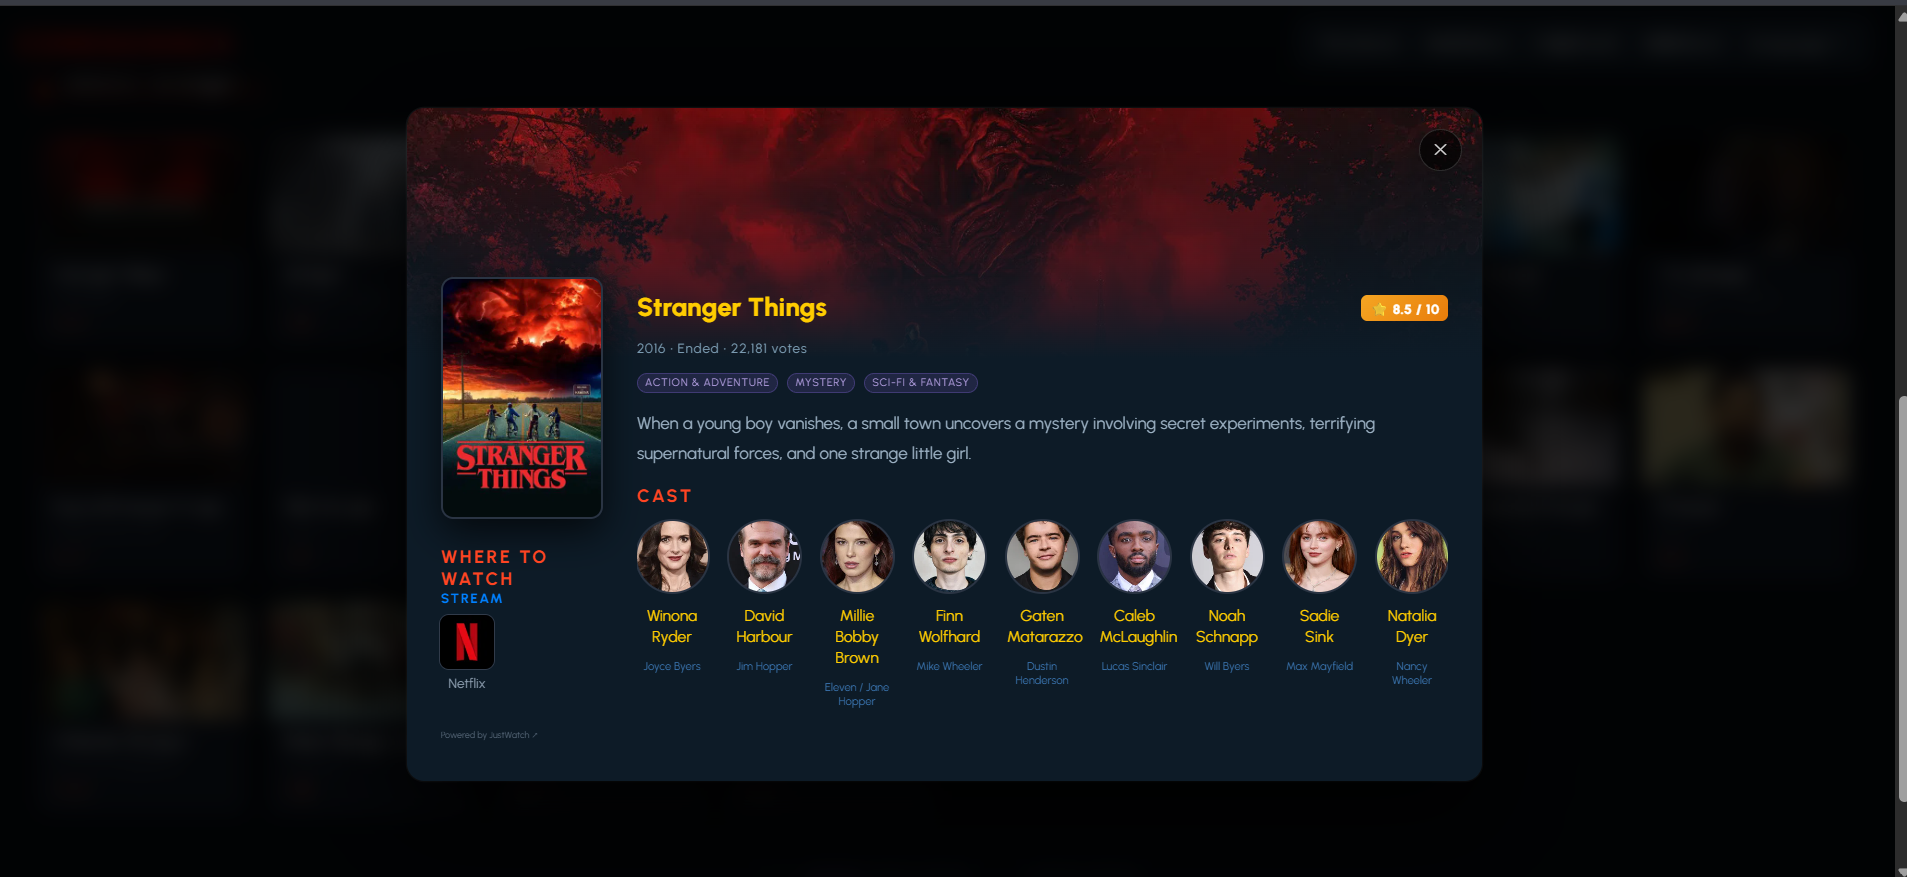 Stranger Things
⭐ 8.5 / 10
2016 · Ended · 22,181 votes
ACTION & ADVENTURE
MYSTERY
SCI-FI & FANTASY
When a young boy vanishes, a small town uncovers a mystery involving secret experiments, terrifying
supernatural forces, and one strange little girl.
STRANGER
THINGS
WHERE TO
WATCH
STREAM
N
Netflix
Powered by JustWatch ↗
CAST
Winona
Ryder
Joyce Byers
David
Harbour
Jim Hopper
Millie
Bobby
Brown
Eleven / Jane
Hopper
Finn
Wolfhard
Mike Wheeler
Gaten
Matarazzo
Dustin
Henderson
Caleb
McLaughlin
Lucas Sinclair
Noah
Schnapp
Will Byers
Sadie
Sink
Max Mayfield
Natalia
Dyer
Nancy
Wheeler